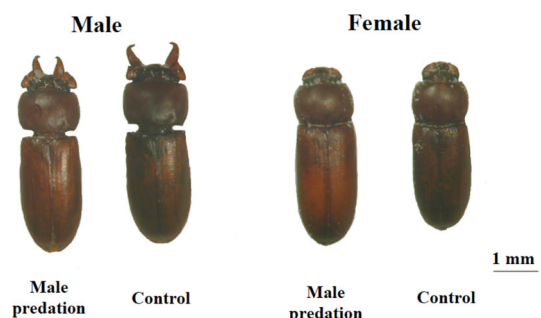 Male
Female
Male
predation
Control
Male
predation
Control
1 mm